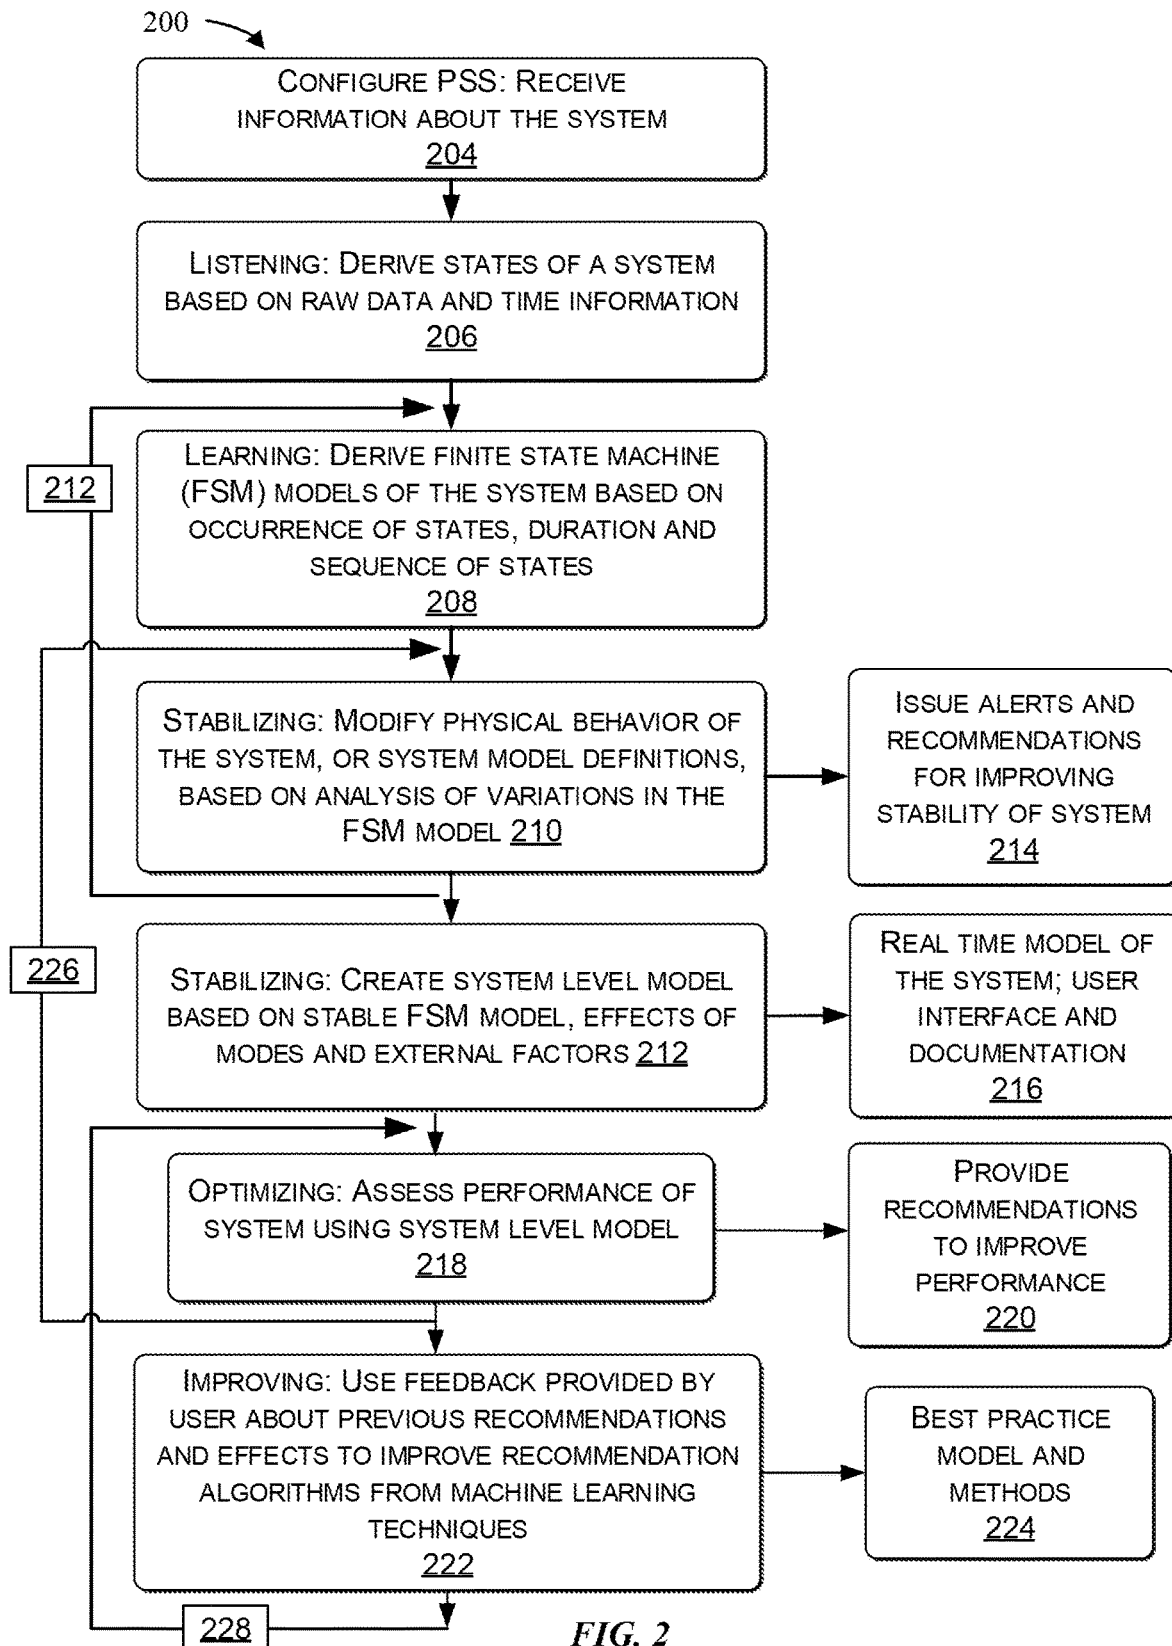 200
CONFIGURE PSS: RECEIVE
INFORMATION ABOUT THE SYSTEM
204
LISTENING: DERIVE STATES OF A SYSTEM
BASED ON RAW DATA AND TIME INFORMATION
206
212
LEARNING: DERIVE FINITE STATE MACHINE
(FSM) MODELS OF THE SYSTEM BASED ON
OCCURRENCE OF STATES, DURATION AND
SEQUENCE OF STATES
208
STABILIZING: MODIFY PHYSICAL BEHAVIOR OF
THE SYSTEM, OR SYSTEM MODEL DEFINITIONS,
BASED ON ANALYSIS OF VARIATIONS IN THE
FSM MODEL 210
ISSUE ALERTS AND
RECOMMENDATIONS
FOR IMPROVING
STABILITY OF SYSTEM
214
226
STABILIZING: CREATE SYSTEM LEVEL MODEL
BASED ON STABLE FSM MODEL, EFFECTS OF
MODES AND EXTERNAL FACTORS 212
REAL TIME MODEL OF
THE SYSTEM; USER
INTERFACE AND
DOCUMENTATION
216
OPTIMIZING: ASSESS PERFORMANCE OF
SYSTEM USING SYSTEM LEVEL MODEL
218
PROVIDE
RECOMMENDATIONS
TO IMPROVE
PERFORMANCE
220
IMPROVING: USE FEEDBACK PROVIDED BY
USER ABOUT PREVIOUS RECOMMENDATIONS
AND EFFECTS TO IMPROVE RECOMMENDATION
ALGORITHMS FROM MACHINE LEARNING
TECHNIQUES
222
BEST PRACTICE
MODEL AND
METHODS
224
228
FIG. 2